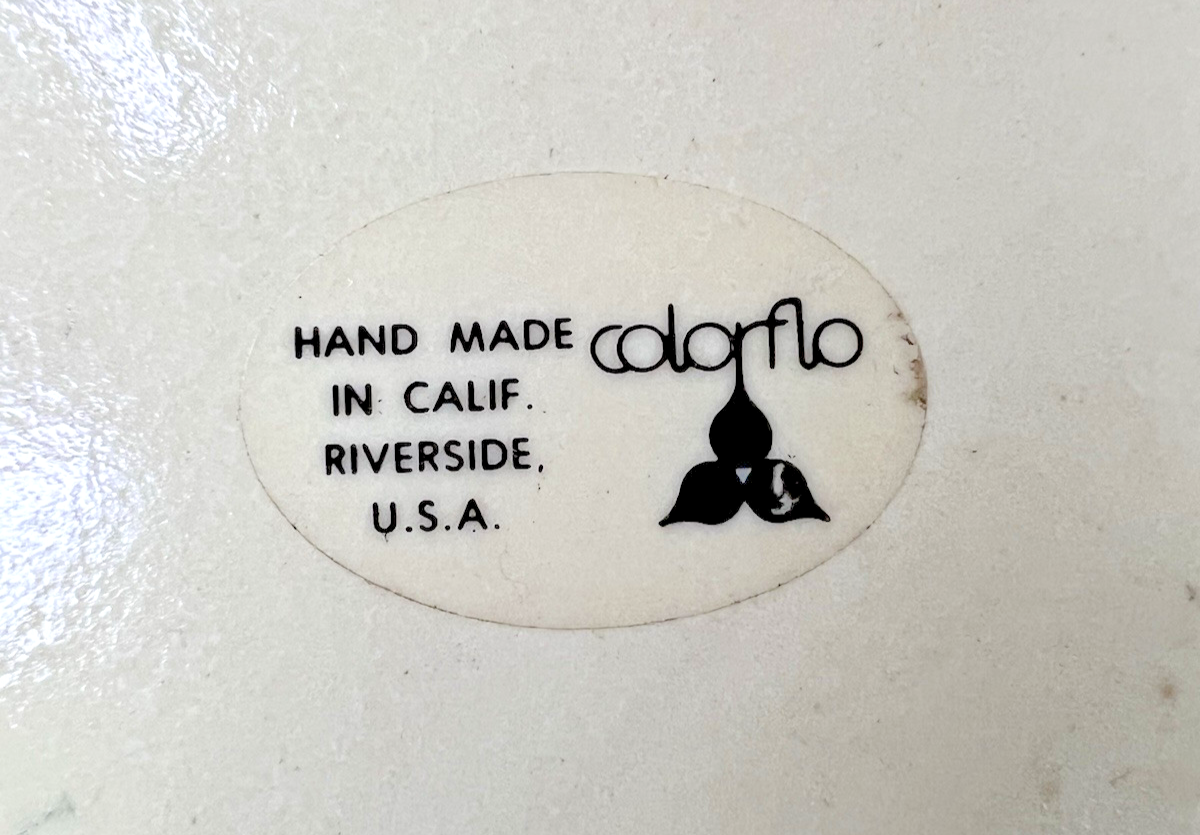 HAND MADE
IN CALIF.
RIVERSIDE,
U.S.A.
colorflo